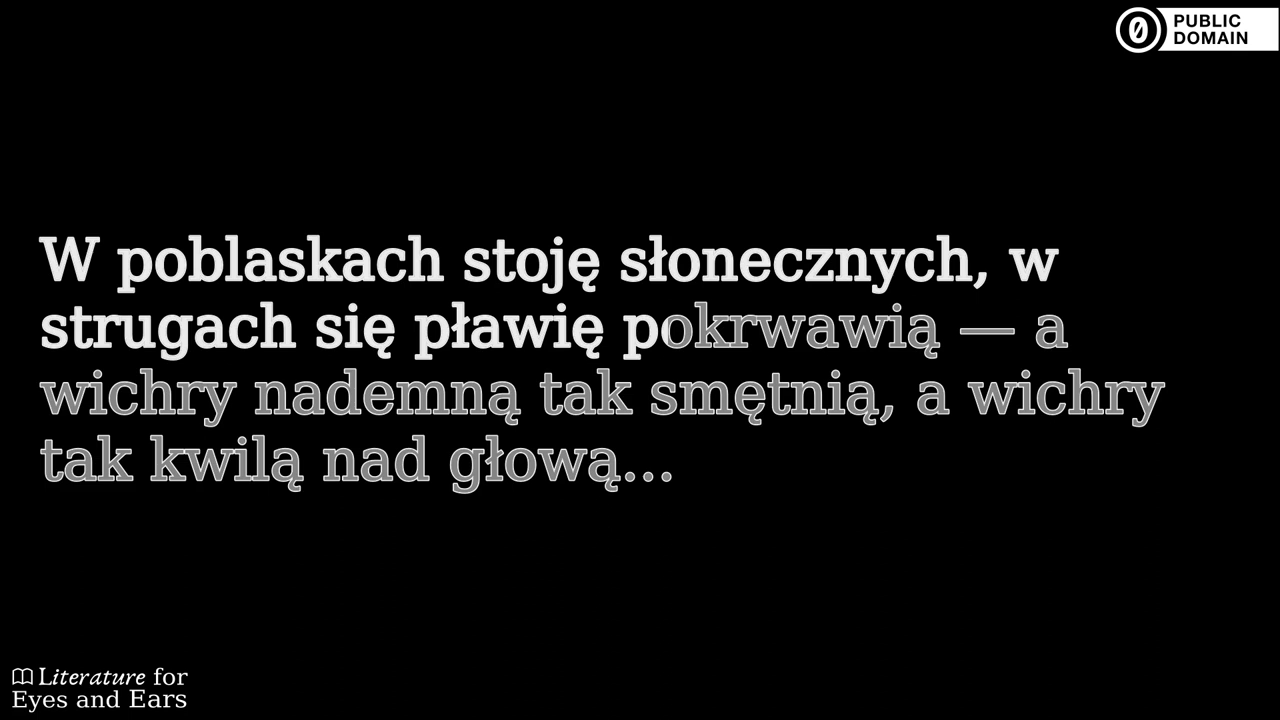 PUBLIC
DOMAIN
W poblaskach stoję słonecznych, w
strugach się pławię pokrwawią — a
wichry nademną tak smętnią, a wichry
tak kwilą nad głową...
Literature for
Eyes and Ears